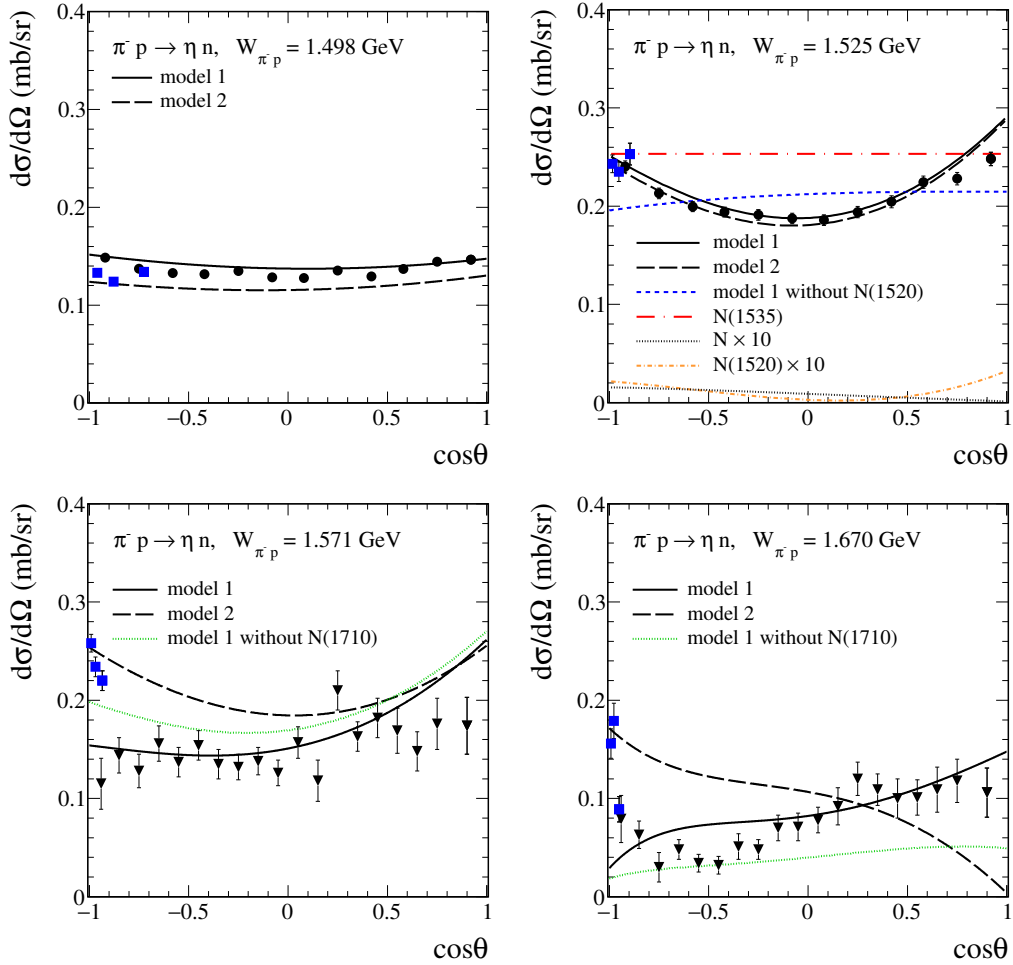 dσ/dΩ (mb/sr)
π⁻ p → η n, W_{π⁻ p} = 1.498 GeV
model 1
model 2
0.4
0.3
0.2
0.1
0
−1
−0.5
0
0.5
1
cosθ
dσ/dΩ (mb/sr)
π⁻ p → η n, W_{π⁻ p} = 1.525 GeV
model 1
model 2
model 1 without N(1520)
N(1535)
N × 10
N(1520) × 10
0.4
0.3
0.2
0.1
0
−1
−0.5
0
0.5
1
cosθ
dσ/dΩ (mb/sr)
π⁻ p → η n, W_{π⁻ p} = 1.571 GeV
model 1
model 2
model 1 without N(1710)
0.4
0.3
0.2
0.1
0
−1
−0.5
0
0.5
1
cosθ
dσ/dΩ (mb/sr)
π⁻ p → η n, W_{π⁻ p} = 1.670 GeV
model 1
model 2
model 1 without N(1710)
0.4
0.3
0.2
0.1
0
−1
−0.5
0
0.5
1
cosθ